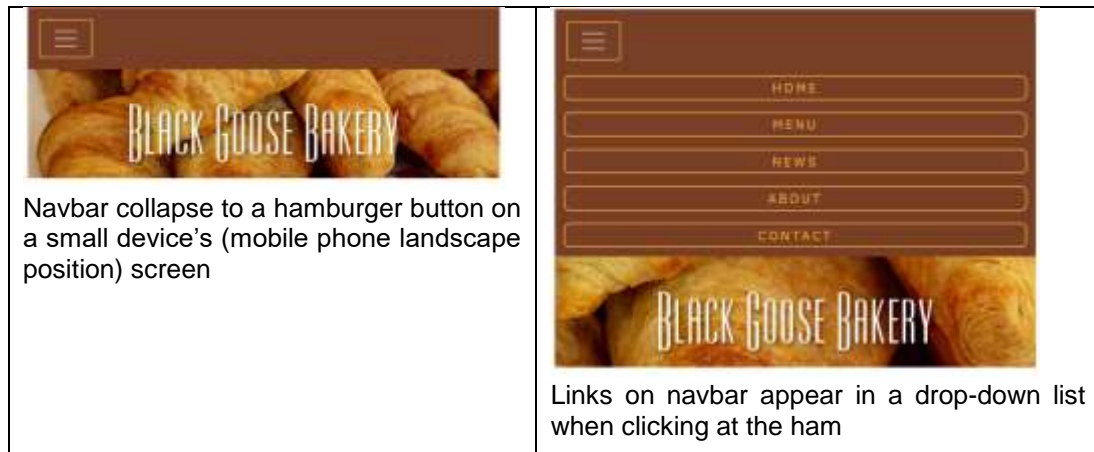 BLACK GOOSE BAKERY
Navbar collapse to a hamburger button on
a small device's (mobile phone landscape
position) screen
HOME
MENU
NEWS
ABOUT
CONTACT
BLACK GOOSE BAKERY
Links on navbar appear in a drop-down list
when clicking at the ham